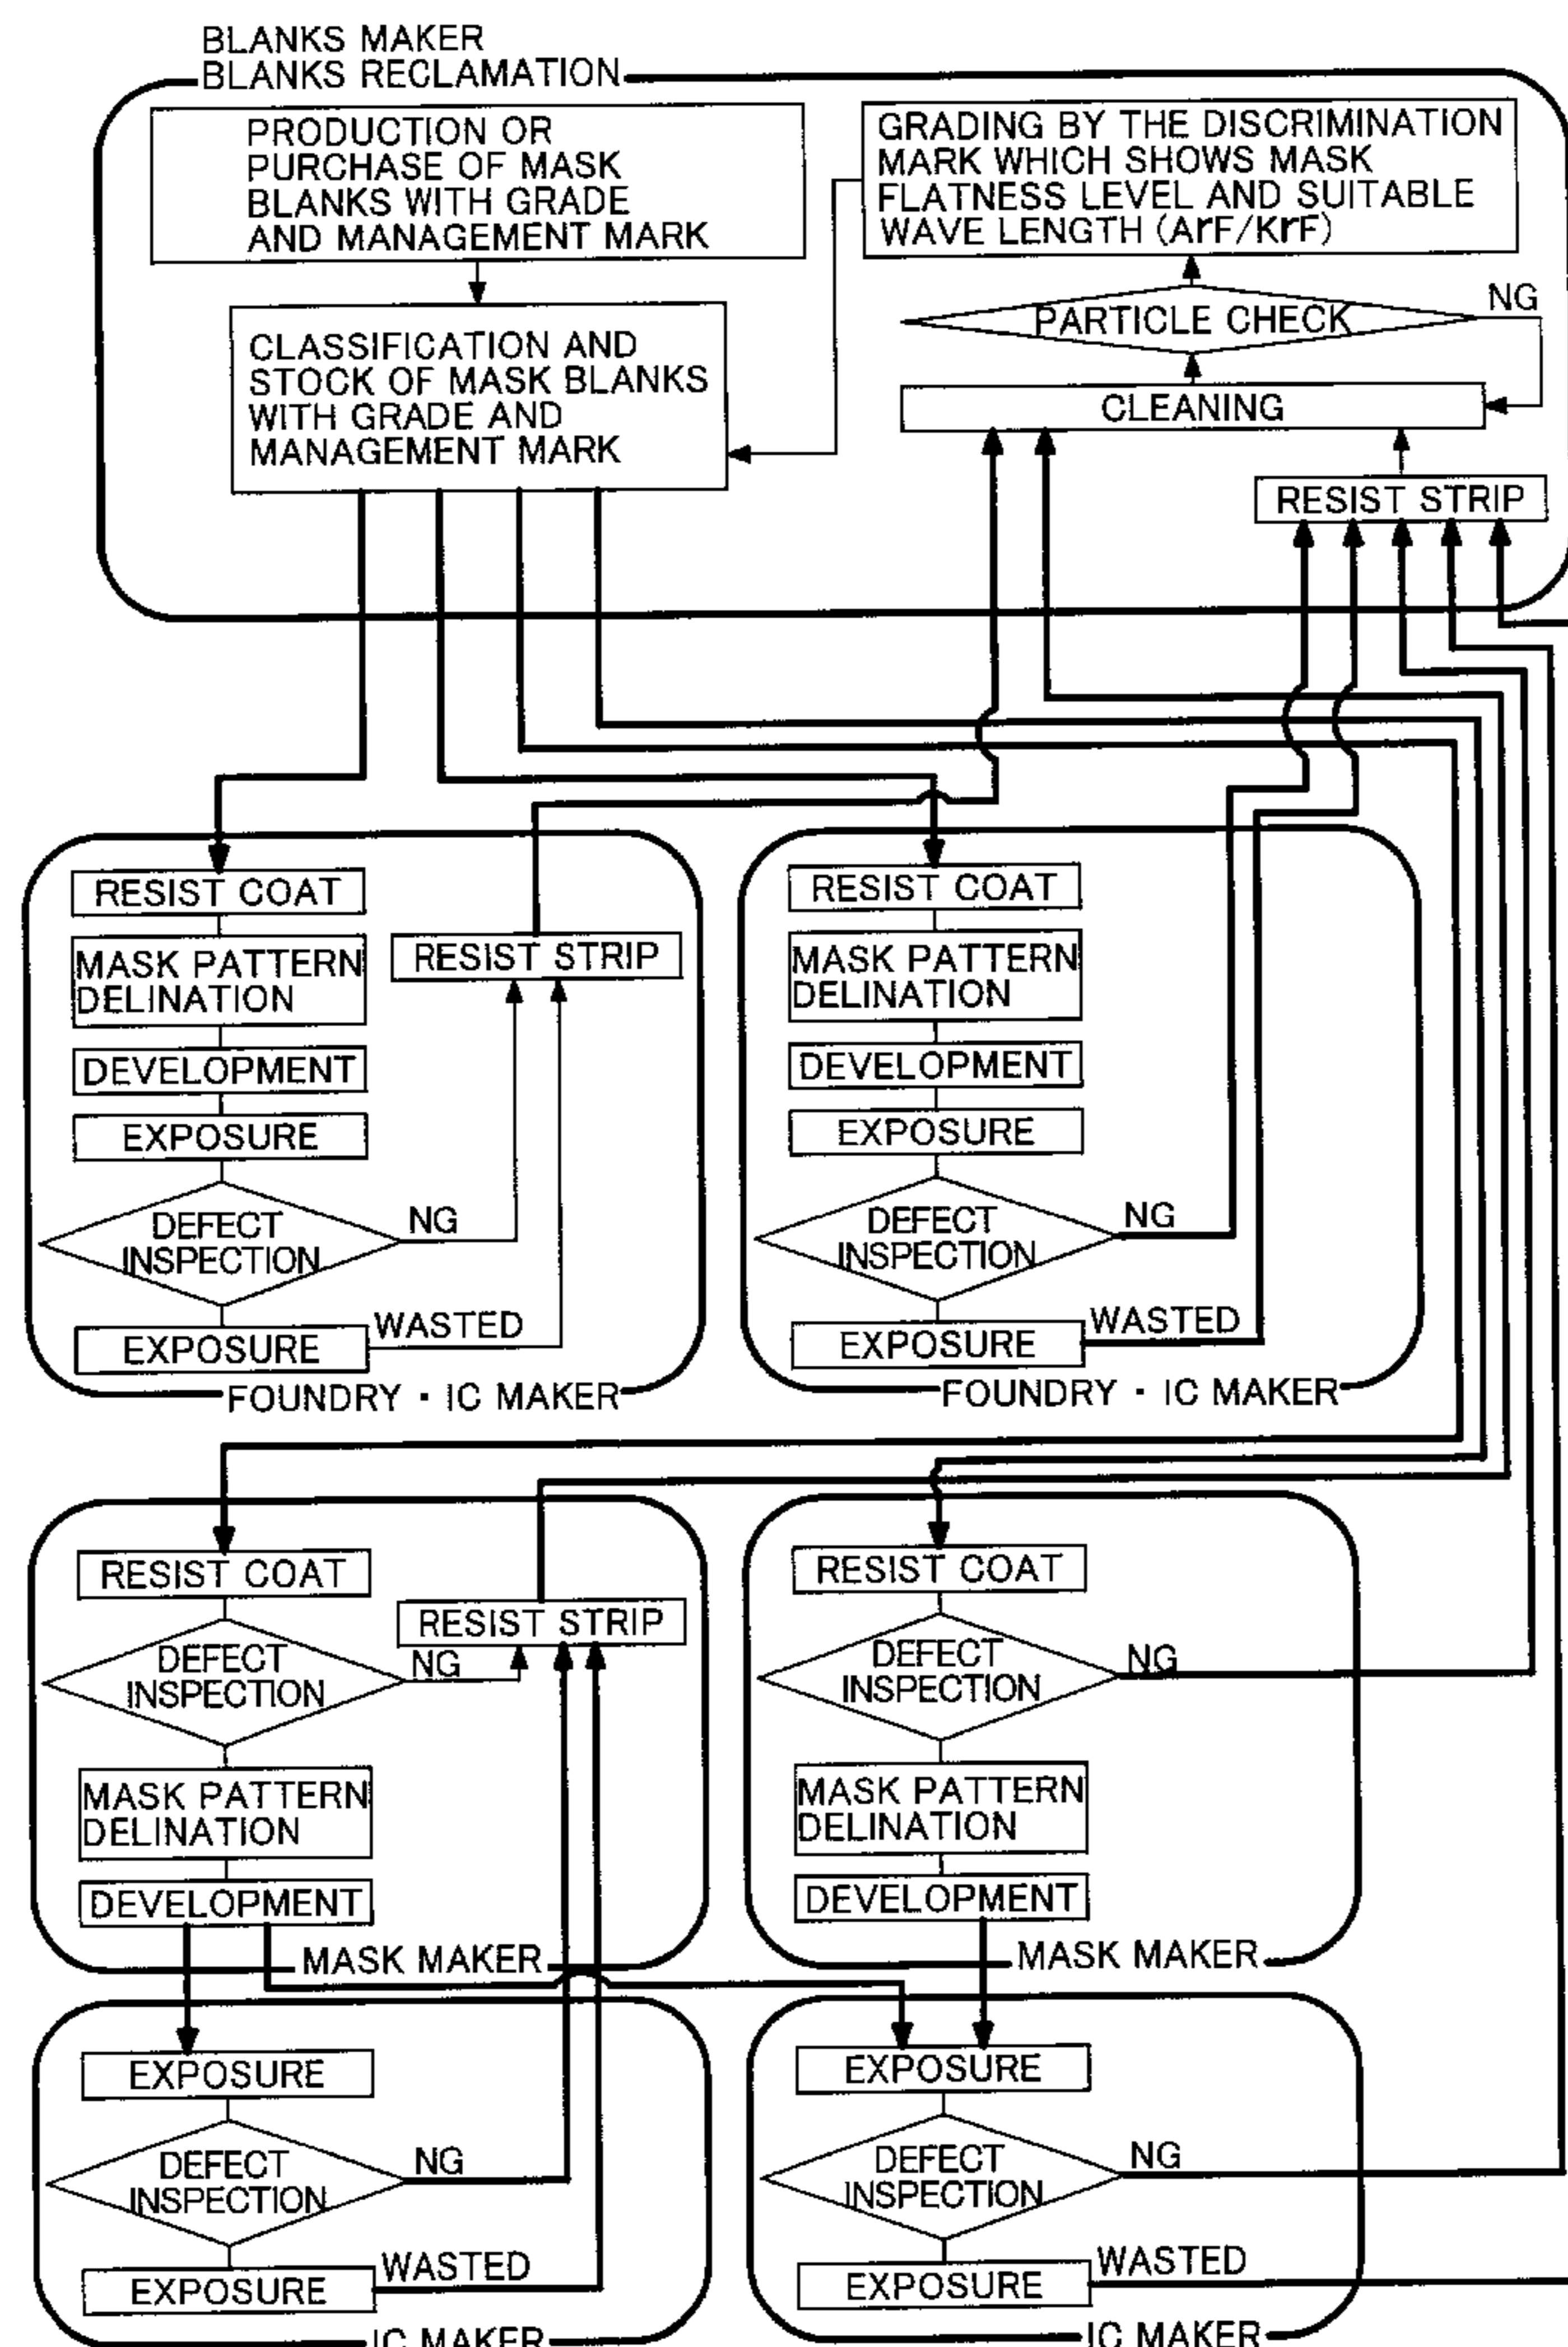 BLANKS MAKER
BLANKS RECLAMATION
PRODUCTION OR
PURCHASE OF MASK
BLANKS WITH GRADE
AND MANAGEMENT MARK
GRADING BY THE DISCRIMINATION
MARK WHICH SHOWS MASK
FLATNESS LEVEL AND SUITABLE
WAVE LENGTH (ArF/KrF)
PARTICLE CHECK
NG
CLASSIFICATION AND
STOCK OF MASK BLANKS
WITH GRADE AND
MANAGEMENT MARK
CLEANING
RESIST STRIP
RESIST COAT
MASK PATTERN
DELINATION
RESIST STRIP
DEVELOPMENT
EXPOSURE
DEFECT
INSPECTION
NG
EXPOSURE
WASTED
FOUNDRY・IC MAKER
RESIST COAT
MASK PATTERN
DELINATION
DEVELOPMENT
EXPOSURE
DEFECT
INSPECTION
NG
EXPOSURE
WASTED
FOUNDRY・IC MAKER
RESIST COAT
RESIST STRIP
DEFECT
INSPECTION
NG
MASK PATTERN
DELINATION
DEVELOPMENT
MASK MAKER
RESIST COAT
DEFECT
INSPECTION
NG
MASK PATTERN
DELINATION
DEVELOPMENT
MASK MAKER
EXPOSURE
DEFECT
INSPECTION
NG
EXPOSURE
WASTED
IC MAKER
EXPOSURE
DEFECT
INSPECTION
NG
EXPOSURE
WASTED
IC MAKER